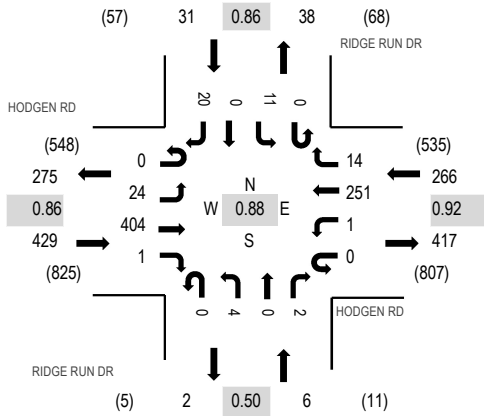 (57) 31 0.86 38 (68)
RIDGE RUN DR
HODGEN RD
20 0 11 0
(548) (535)
0 14
275 266
24 N 251
0.86 W 0.88 E 0.92
404 S 1
429 417
1 0
(825) (807)
0 4 0 2
HODGEN RD
RIDGE RUN DR
(5) 2 0.50 6 (11)